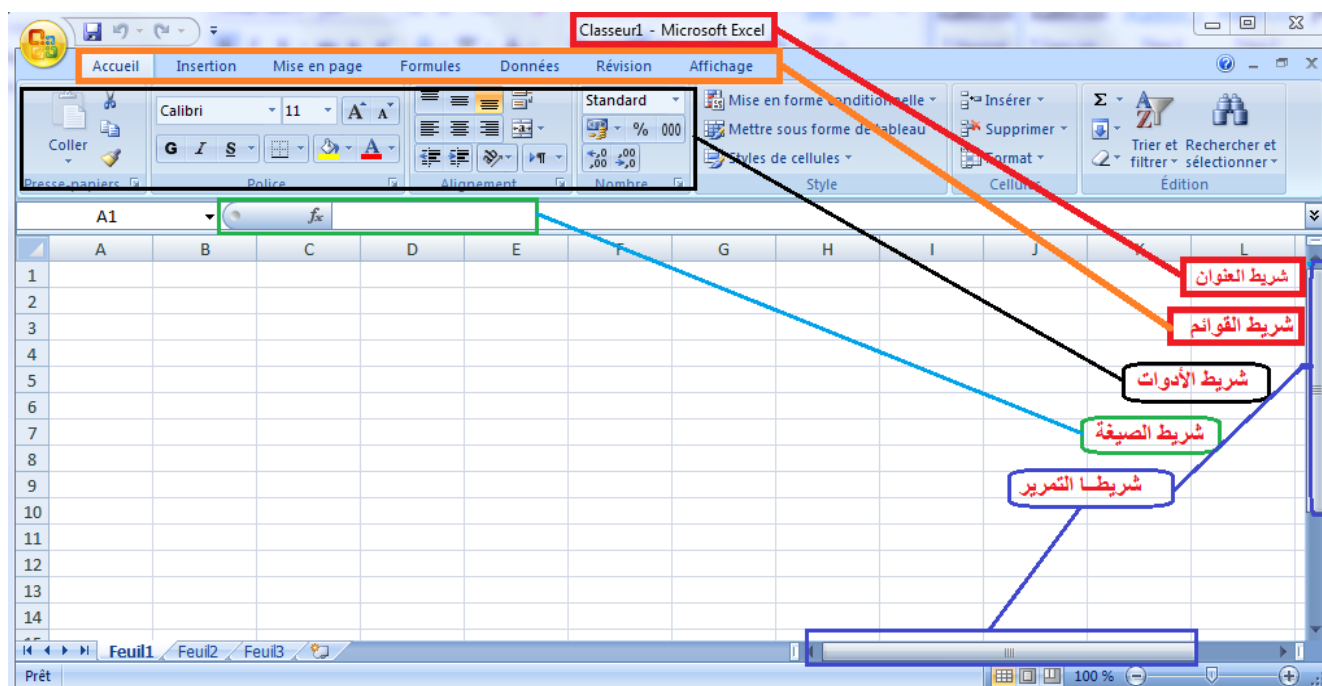 Classeur1 - Microsoft Excel
Accueil Insertion Mise en page Formules Données Révision Affichage
Calibri 11 A A Standard Mise en forme conditionnelle Insérer Σ
Coller % 000 Mettre sous forme de tableau Supprimer Trier et Rechercher et
G I S A Styles de cellules Format filtrer sélectionner
Presse-papiers Police Alignement Nombre Style Cellules Édition
A1 fx
A B C D E F G H I J K L
1 شريط العنوان
2
3 شريط القوائم
4
5 شريط الأدوات
6
7 شريط الصيغة
8
9 شريطـا التمرير
10
11
12
13
14
Feuil1 Feuil2 Feuil3
Prêt 100 %